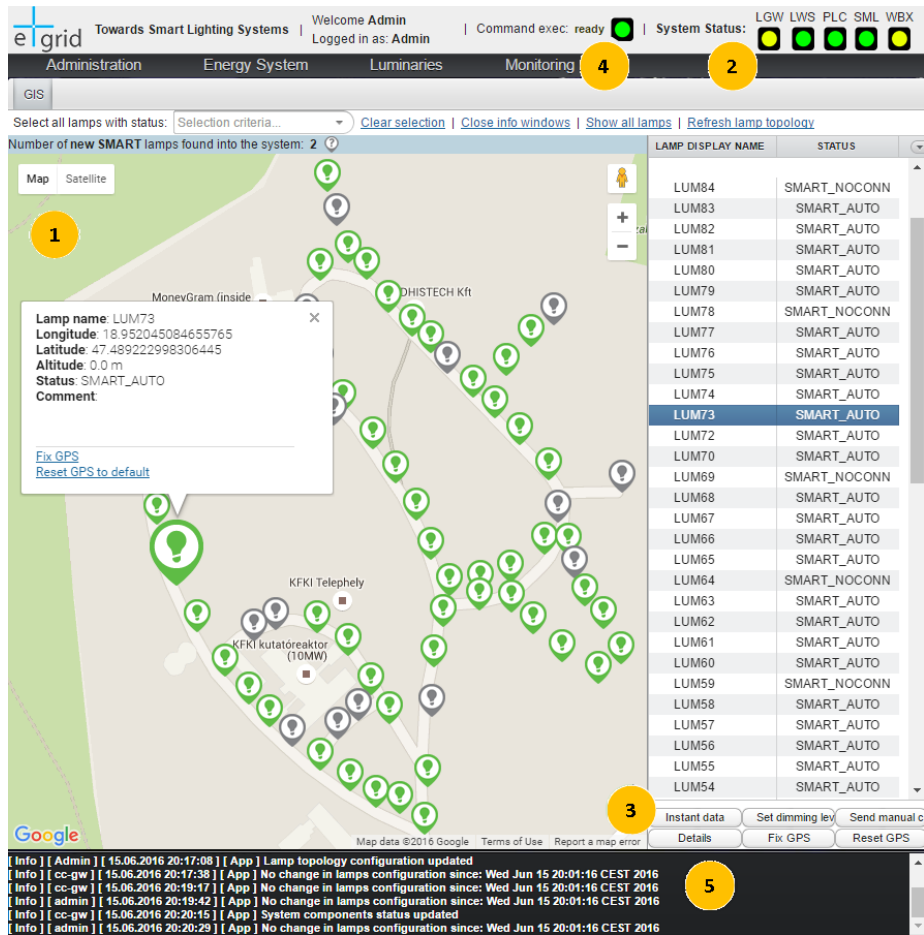 e+grid Towards Smart Lighting Systems | Welcome Admin | Command exec: ready | System Status: LGW LWS PLC SML WBX
Logged in as: Admin
Administration Energy System Luminaries Monitoring
4
2
GIS
Select all lamps with status: Selection criteria... Clear selection | Close info windows | Show all lamps | Refresh lamp topology
Number of new SMART lamps found into the system: 2 ?
LAMP DISPLAY NAME STATUS
Map Satellite
1
+
−
MoneyGram (inside
DHISTECH Kft
Lamp name: LUM73
Longitude: 18.952045084655765
Latitude: 47.489222998306445
Altitude: 0.0 m
Status: SMART_AUTO
Comment:
Fix GPS
Reset GPS to default
KFKI Telephely
KFKI kutatóreaktor
(10MW)
Google
Map data ©2016 Google Terms of Use Report a map error
LUM84 SMART_NOCONN
LUM83 SMART_AUTO
LUM82 SMART_AUTO
LUM81 SMART_AUTO
LUM80 SMART_AUTO
LUM79 SMART_AUTO
LUM78 SMART_NOCONN
LUM77 SMART_AUTO
LUM76 SMART_AUTO
LUM75 SMART_AUTO
LUM74 SMART_AUTO
LUM73 SMART_AUTO
LUM72 SMART_AUTO
LUM70 SMART_AUTO
LUM69 SMART_NOCONN
LUM68 SMART_AUTO
LUM67 SMART_AUTO
LUM66 SMART_AUTO
LUM65 SMART_AUTO
LUM64 SMART_NOCONN
LUM63 SMART_AUTO
LUM62 SMART_AUTO
LUM61 SMART_AUTO
LUM60 SMART_AUTO
LUM59 SMART_NOCONN
LUM58 SMART_AUTO
LUM57 SMART_AUTO
LUM56 SMART_AUTO
LUM55 SMART_AUTO
LUM54 SMART_AUTO
3
Instant data Set dimming lev Send manual c
Details Fix GPS Reset GPS
[ Info ] [ Admin ] [ 15.06.2016 20:17:08 ] [ App ] Lamp topology configuration updated
[ Info ] [ cc-gw ] [ 15.06.2016 20:17:38 ] [ App ] No change in lamps configuration since: Wed Jun 15 20:01:16 CEST 2016
[ Info ] [ cc-gw ] [ 15.06.2016 20:19:17 ] [ App ] No change in lamps configuration since: Wed Jun 15 20:01:16 CEST 2016
[ Info ] [ admin ] [ 15.06.2016 20:19:42 ] [ App ] No change in lamps configuration since: Wed Jun 15 20:01:16 CEST 2016
[ Info ] [ cc-gw ] [ 15.06.2016 20:20:15 ] [ App ] System components status updated
[ Info ] [ admin ] [ 15.06.2016 20:20:29 ] [ App ] No change in lamps configuration since: Wed Jun 15 20:01:16 CEST 2016
5